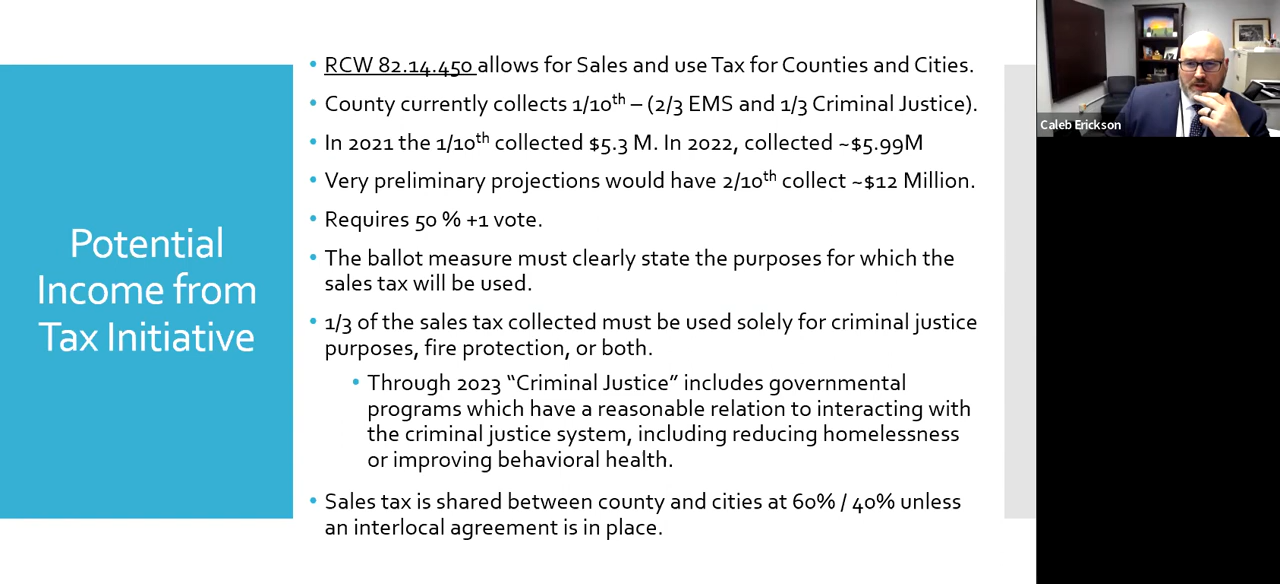 Potential
Income from
Tax Initiative
• RCW 82.14.450 allows for Sales and use Tax for Counties and Cities.
• County currently collects 1/10th – (2/3 EMS and 1/3 Criminal Justice).
• In 2021 the 1/10th collected $5.3 M. In 2022, collected ~$5.99M
• Very preliminary projections would have 2/10th collect ~$12 Million.
• Requires 50 % +1 vote.
• The ballot measure must clearly state the purposes for which the
sales tax will be used.
• 1/3 of the sales tax collected must be used solely for criminal justice
purposes, fire protection, or both.
• Through 2023 “Criminal Justice” includes governmental
programs which have a reasonable relation to interacting with
the criminal justice system, including reducing homelessness
or improving behavioral health.
• Sales tax is shared between county and cities at 60% / 40% unless
an interlocal agreement is in place.
Caleb Erickson